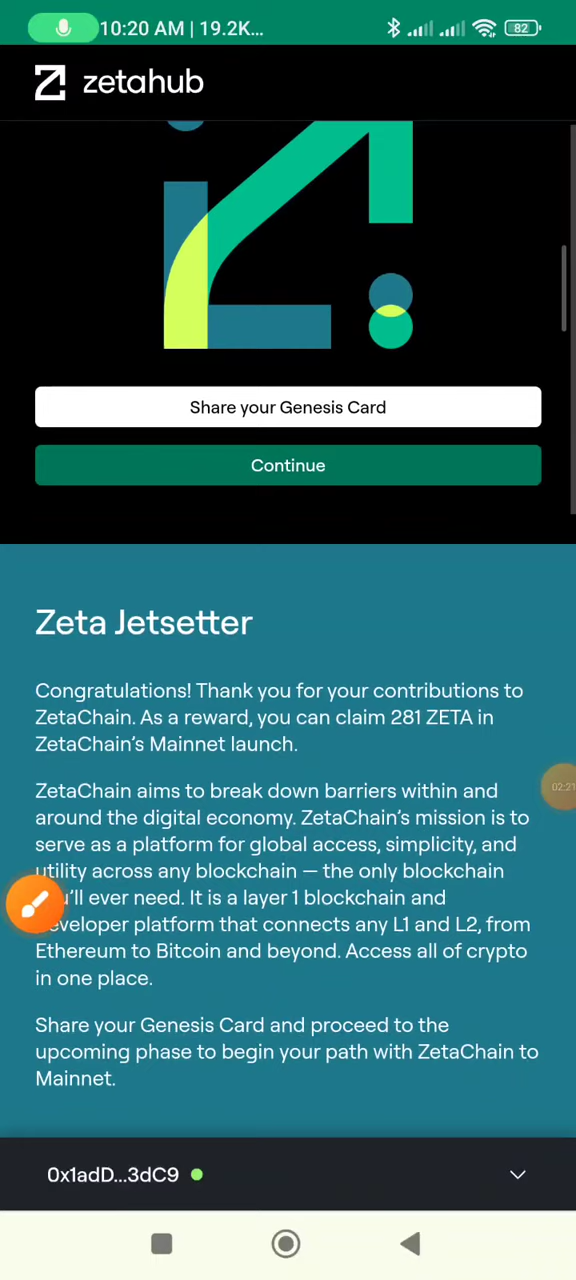 10:20 AM | 19.2K...
82
zetahub
Share your Genesis Card
Continue
Zeta Jetsetter
Congratulations! Thank you for your contributions to
ZetaChain. As a reward, you can claim 281 ZETA in
ZetaChain's Mainnet launch.
ZetaChain aims to break down barriers within and
around the digital economy. ZetaChain's mission is to
serve as a platform for global access, simplicity, and
02:21
utility across any blockchain — the only blockchain
'll ever need. It is a layer 1 blockchain and
eveloper platform that connects any L1 and L2, from
Ethereum to Bitcoin and beyond. Access all of crypto
in one place.
Share your Genesis Card and proceed to the
upcoming phase to begin your path with ZetaChain to
Mainnet.
0x1adD...3dC9